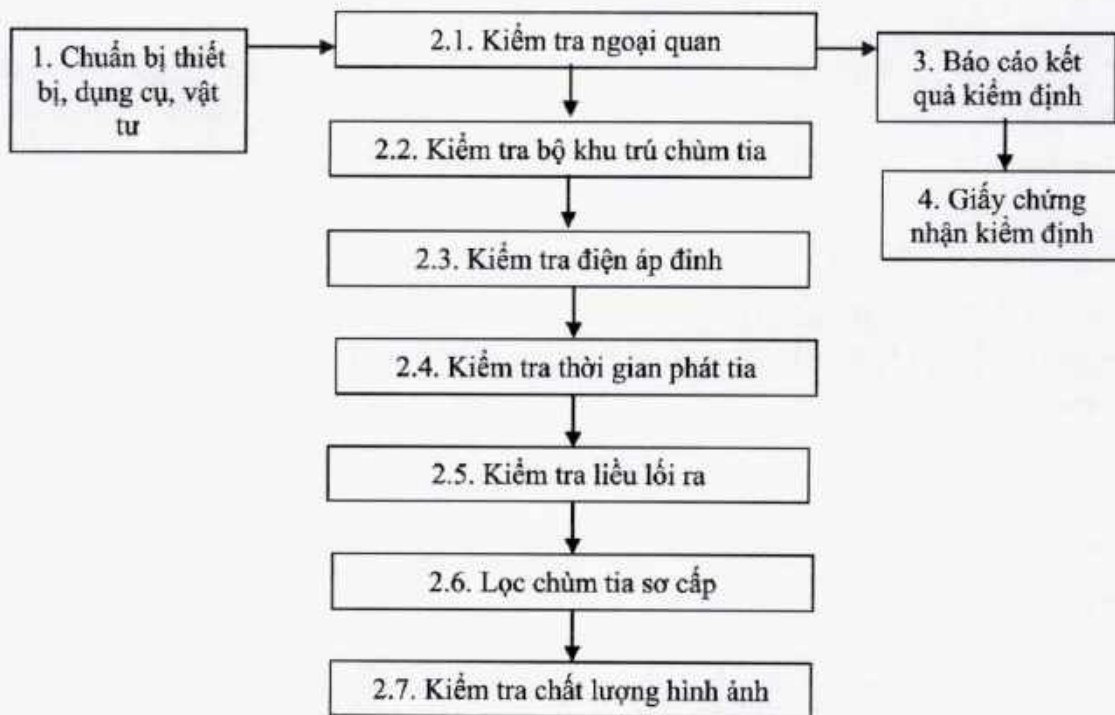 1. Chuẩn bị thiết
bị, dụng cụ, vật
tư
2.1. Kiểm tra ngoại quan
2.2. Kiểm tra bộ khu trú chùm tia
2.3. Kiểm tra điện áp đỉnh
2.4. Kiểm tra thời gian phát tia
2.5. Kiểm tra liều lối ra
2.6. Lọc chùm tia sơ cấp
2.7. Kiểm tra chất lượng hình ảnh
3. Báo cáo kết
quả kiểm định
4. Giấy chứng
nhận kiểm định